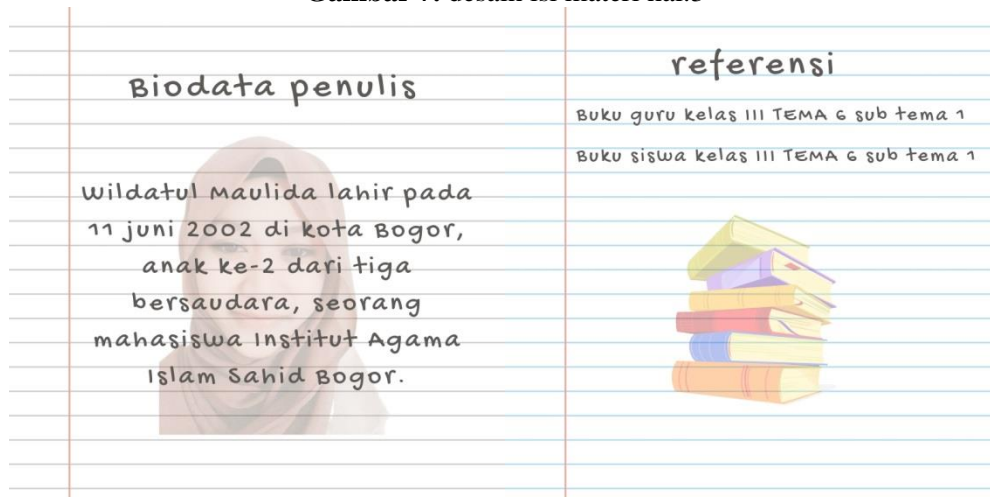 Biodata penulis
Wildatul Maulida lahir pada
11 juni 2002 di kota Bogor,
anak ke-2 dari tiga
bersaudara, seorang
mahasiswa Institut Agama
Islam Sahid Bogor.
referensi
Buku guru kelas III TEMA 6 sub tema 1
Buku siswa kelas III TEMA 6 sub tema 1